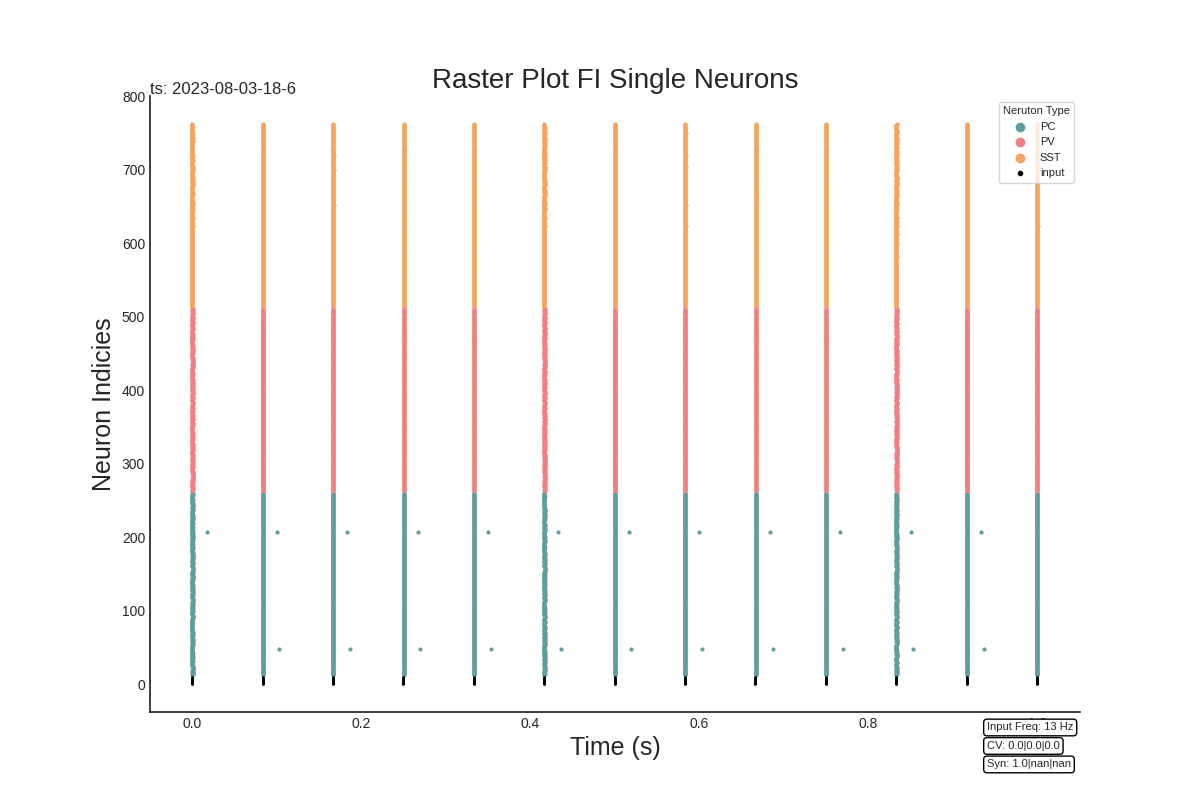 Raster Plot FI Single Neurons
ts: 2023-08-03-18-6
Neruton Type
PC
PV
SST
input
Neuron Indicies
800
700
600
500
400
300
200
100
0
0.0 0.2 0.4 0.6 0.8
Time (s)
Input Freq: 13 Hz
CV: 0.0|0.0|0.0
Syn: 1.0|nan|nan